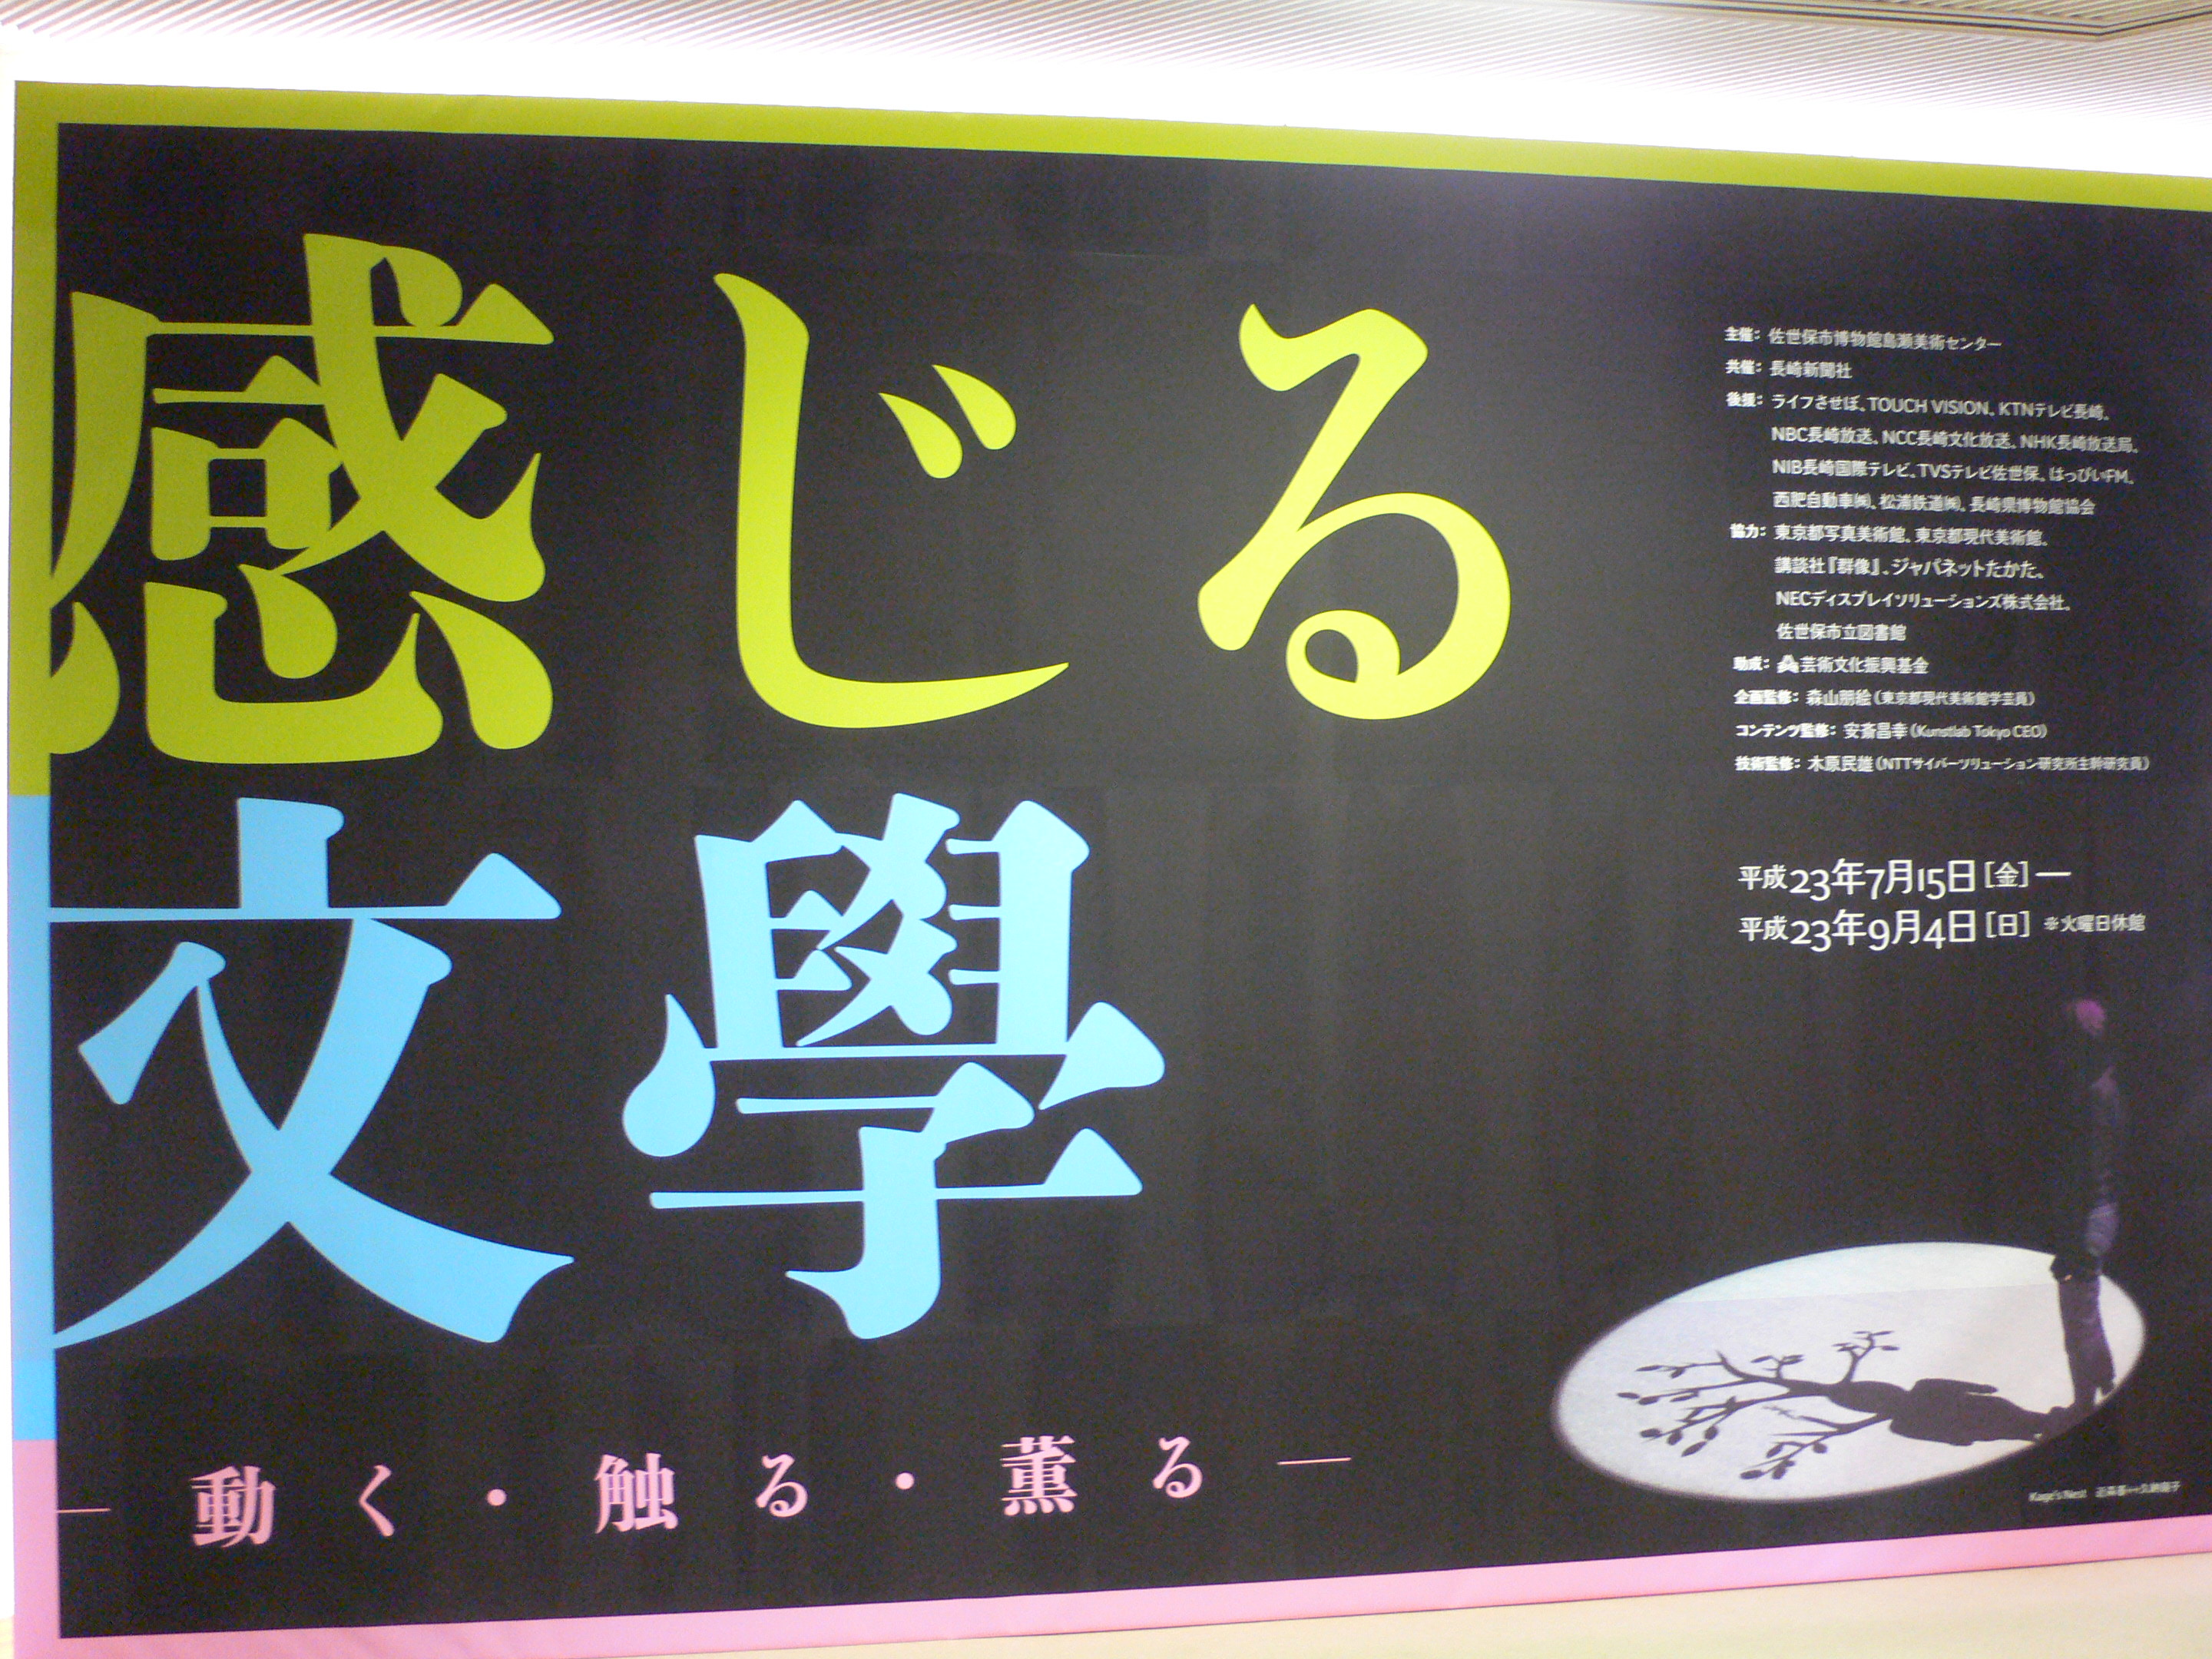 感じる
文學
― 動く・触る・薫る ―
主催：佐世保市博物館島瀬美術センター
共催：長崎新聞社
後援：ライフさせぼ、TOUCH VISION、KTNテレビ長崎、
NBC長崎放送、NCC長崎文化放送、NHK長崎放送局、
NIB長崎国際テレビ、TVSテレビ佐世保、はっぴぃFM、
西肥自動車㈱、松浦鉄道㈱、長崎県博物館協会
協力：東京都写真美術館、東京都現代美術館、
講談社『群像』、ジャパネットたかた、
NECディスプレイソリューションズ株式会社、
佐世保市立図書館
助成：芸術文化振興基金
企画監修：森山朋絵（東京都現代美術館学芸員）
コンテンツ監修：安斎昌幸（Kunstlab Tokyo CEO）
技術監修：木原民雄（NTTサイバーソリューション研究所主幹研究員）
平成23年7月15日［金］―
平成23年9月4日［日］ ※火曜日休館
Kage's Nest